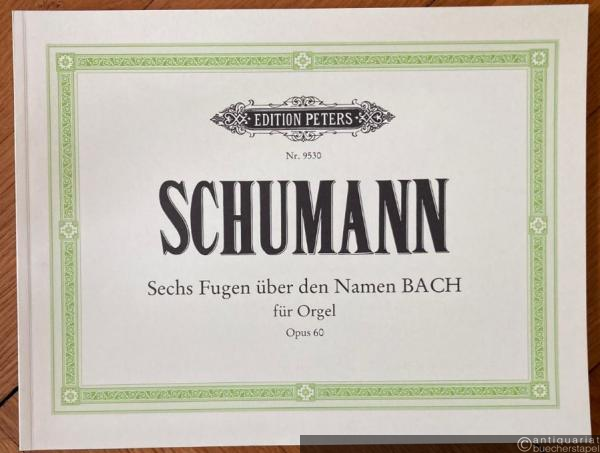 EDITION PETERS
Nr. 9530
SCHUMANN
Sechs Fugen über den Namen BACH
für Orgel
Opus 60
©antiquariat
buecherstapel